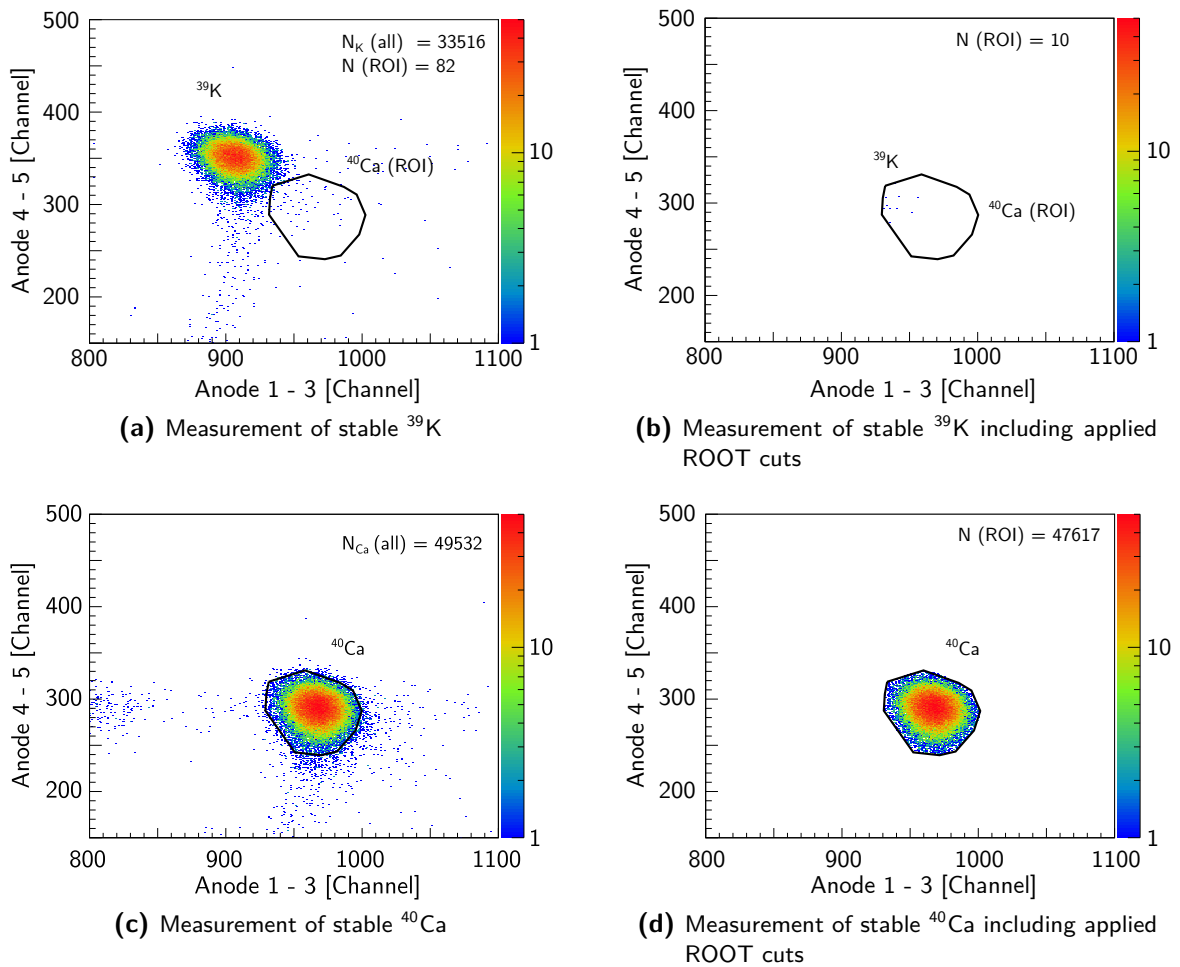 500
400
300
200
800
900
1000
1100
Anode 4 - 5 [Channel]
Anode 1 - 3 [Channel]
N_K (all) = 33516
N (ROI) = 82
³⁹K
⁴⁰Ca (ROI)
10
1
(a) Measurement of stable ³⁹K
500
400
300
200
800
900
1000
1100
Anode 4 - 5 [Channel]
Anode 1 - 3 [Channel]
N (ROI) = 10
³⁹K
⁴⁰Ca (ROI)
10
1
(b) Measurement of stable ³⁹K including applied
ROOT cuts
500
400
300
200
800
900
1000
1100
Anode 4 - 5 [Channel]
Anode 1 - 3 [Channel]
N_Ca (all) = 49532
⁴⁰Ca
10
1
(c) Measurement of stable ⁴⁰Ca
500
400
300
200
800
900
1000
1100
Anode 4 - 5 [Channel]
Anode 1 - 3 [Channel]
N (ROI) = 47617
⁴⁰Ca
10
1
(d) Measurement of stable ⁴⁰Ca including applied
ROOT cuts